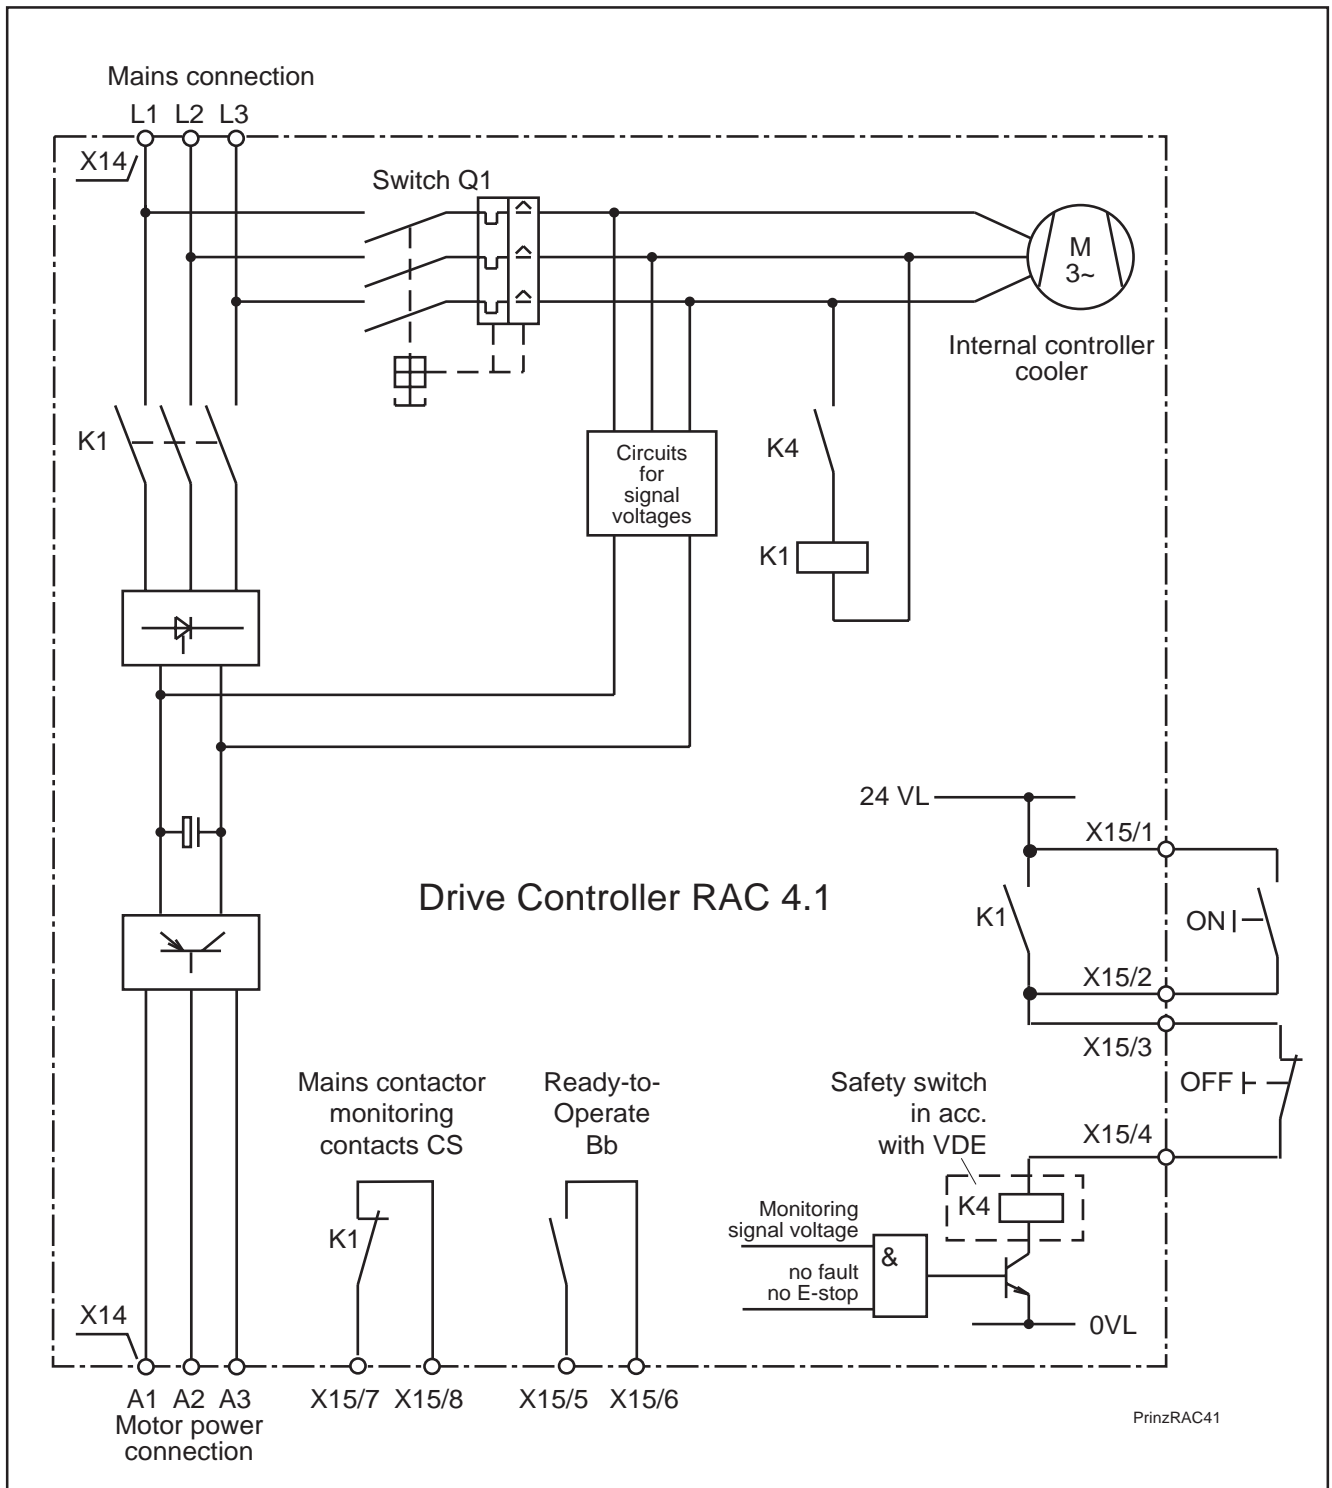 Mains connection
L1 L2 L3
X14
Switch Q1
M
3~
Internal controller
cooler
K1
Circuits
for
signal
voltages
K4
K1
24 VL
X15/1
Drive Controller RAC 4.1
K1
ON
X15/2
X15/3
OFF
X15/4
Mains contactor
monitoring
contacts CS
Ready-to-
Operate
Bb
Safety switch
in acc.
with VDE
K4
K1
Monitoring
signal voltage
&
no fault
no E-stop
0VL
X14
A1 A2 A3
Motor power
connection
X15/7 X15/8
X15/5 X15/6
PrinzRAC41